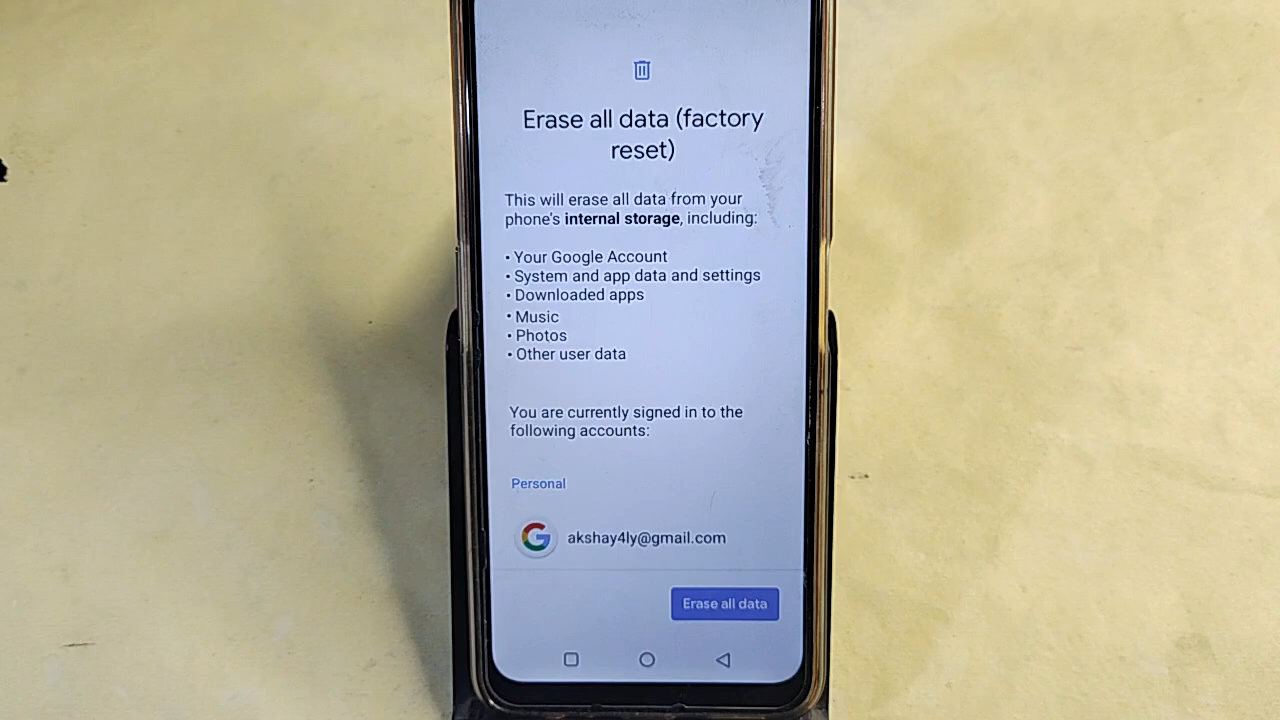 Erase all data (factory
reset)
This will erase all data from your
phone's internal storage, including:
• Your Google Account
• System and app data and settings
• Downloaded apps
• Music
• Photos
• Other user data
You are currently signed in to the
following accounts:
Personal
akshay4ly@gmail.com
Erase all data